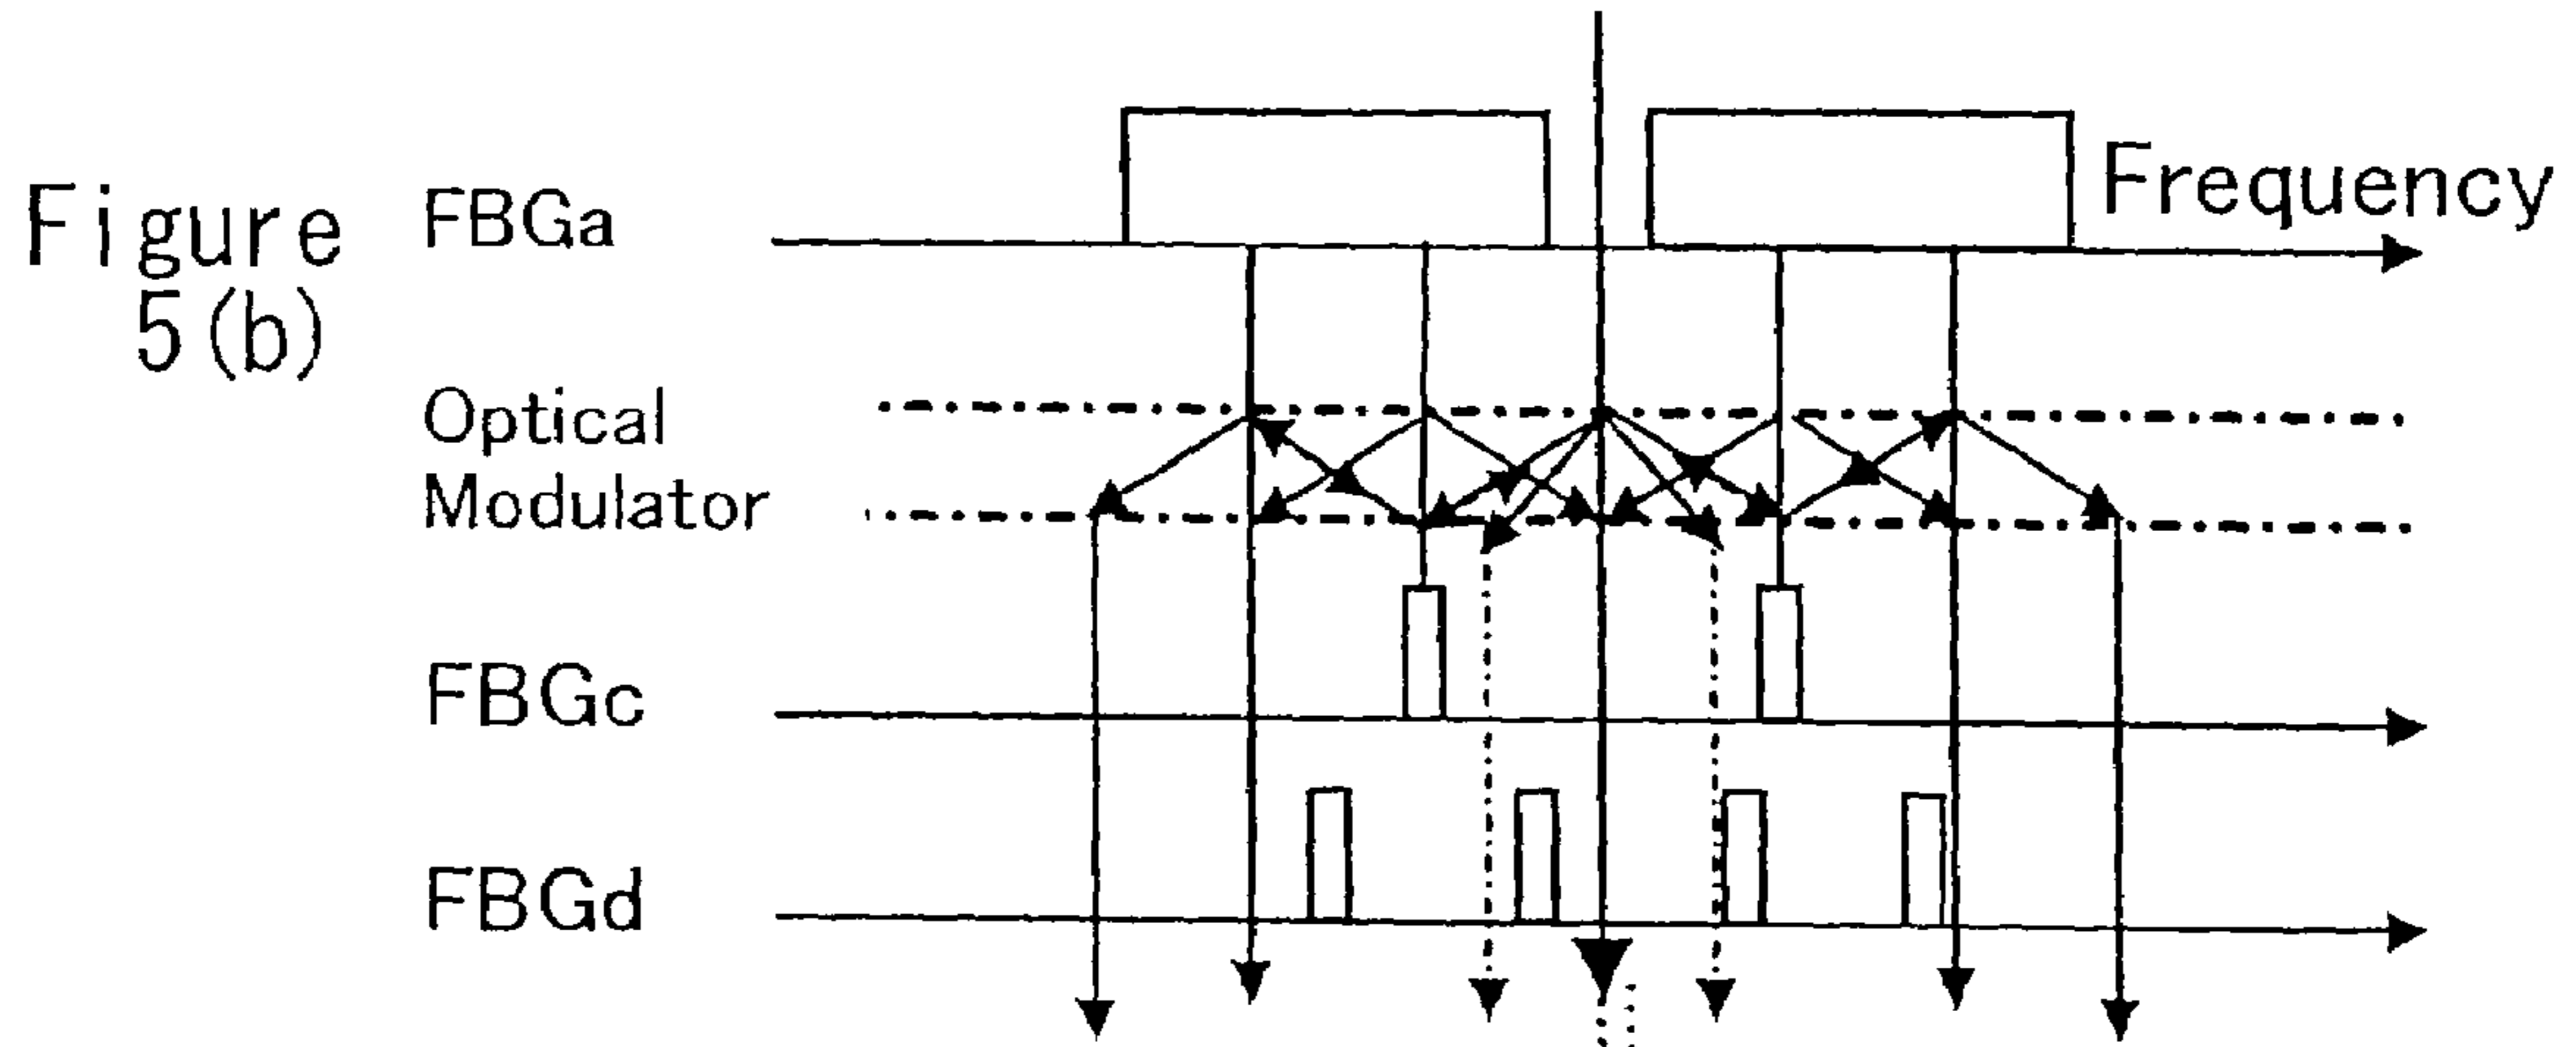 Figure
5(b)
FBGa
Frequency
Optical
Modulator
FBGc
FBGd